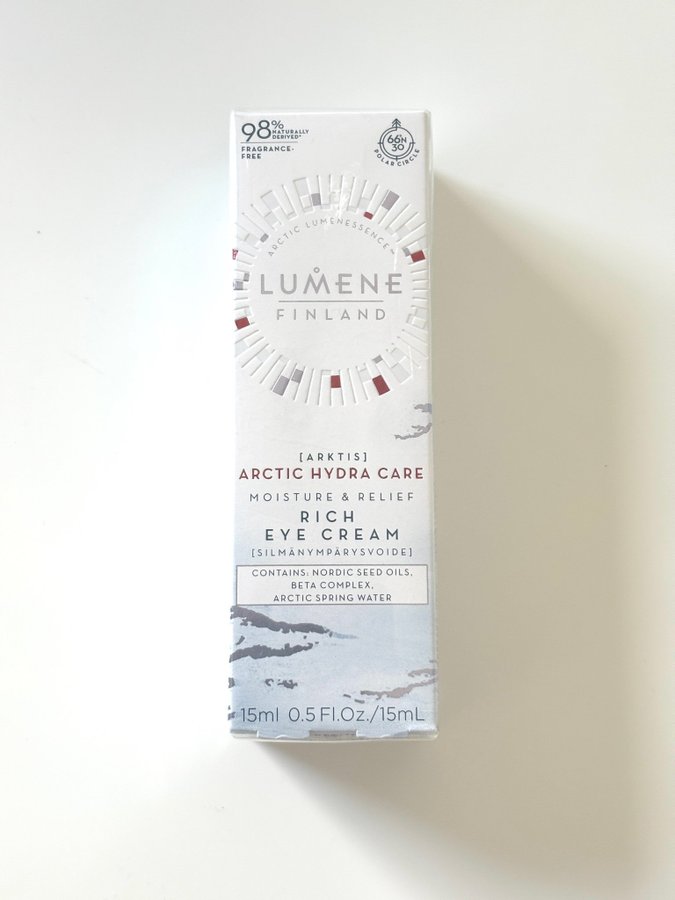 98%
NATURALLY
DERIVED*
FRAGRANCE-
FREE
66°N
30
POLAR CIRCLE
ARCTIC LUMENESSENCE™
LUMENE
FINLAND
[ARKTIS]
ARCTIC HYDRA CARE
MOISTURE & RELIEF
RICH
EYE CREAM
[SILMÄNYMPÄRYSVOIDE]
CONTAINS: NORDIC SEED OILS,
BETA COMPLEX,
ARCTIC SPRING WATER
15ml 0.5 Fl.Oz./15mL